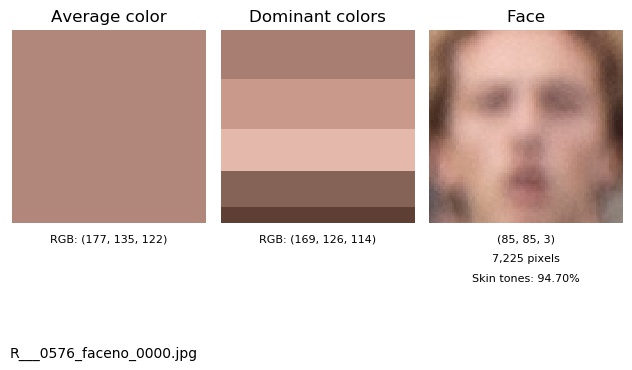 Average color
Dominant colors
Face
RGB: (177, 135, 122)
RGB: (169, 126, 114)
(85, 85, 3)
7,225 pixels
Skin tones: 94.70%
R___0576_faceno_0000.jpg